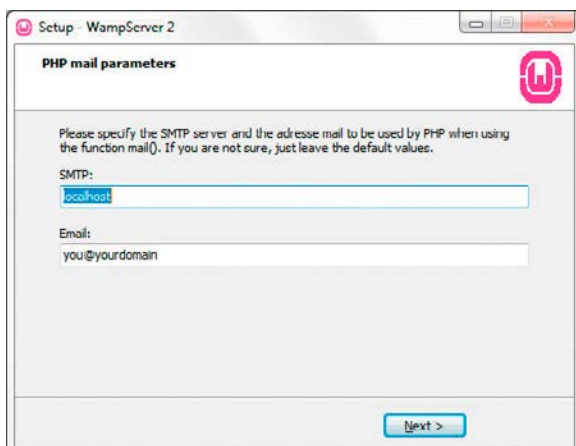 Setup - WampServer 2
PHP mail parameters
Please specify the SMTP server and the adresse mail to be used by PHP when using
the function mail(). If you are not sure, just leave the default values.
SMTP:
localhost
Email:
you@yourdomain
Next >